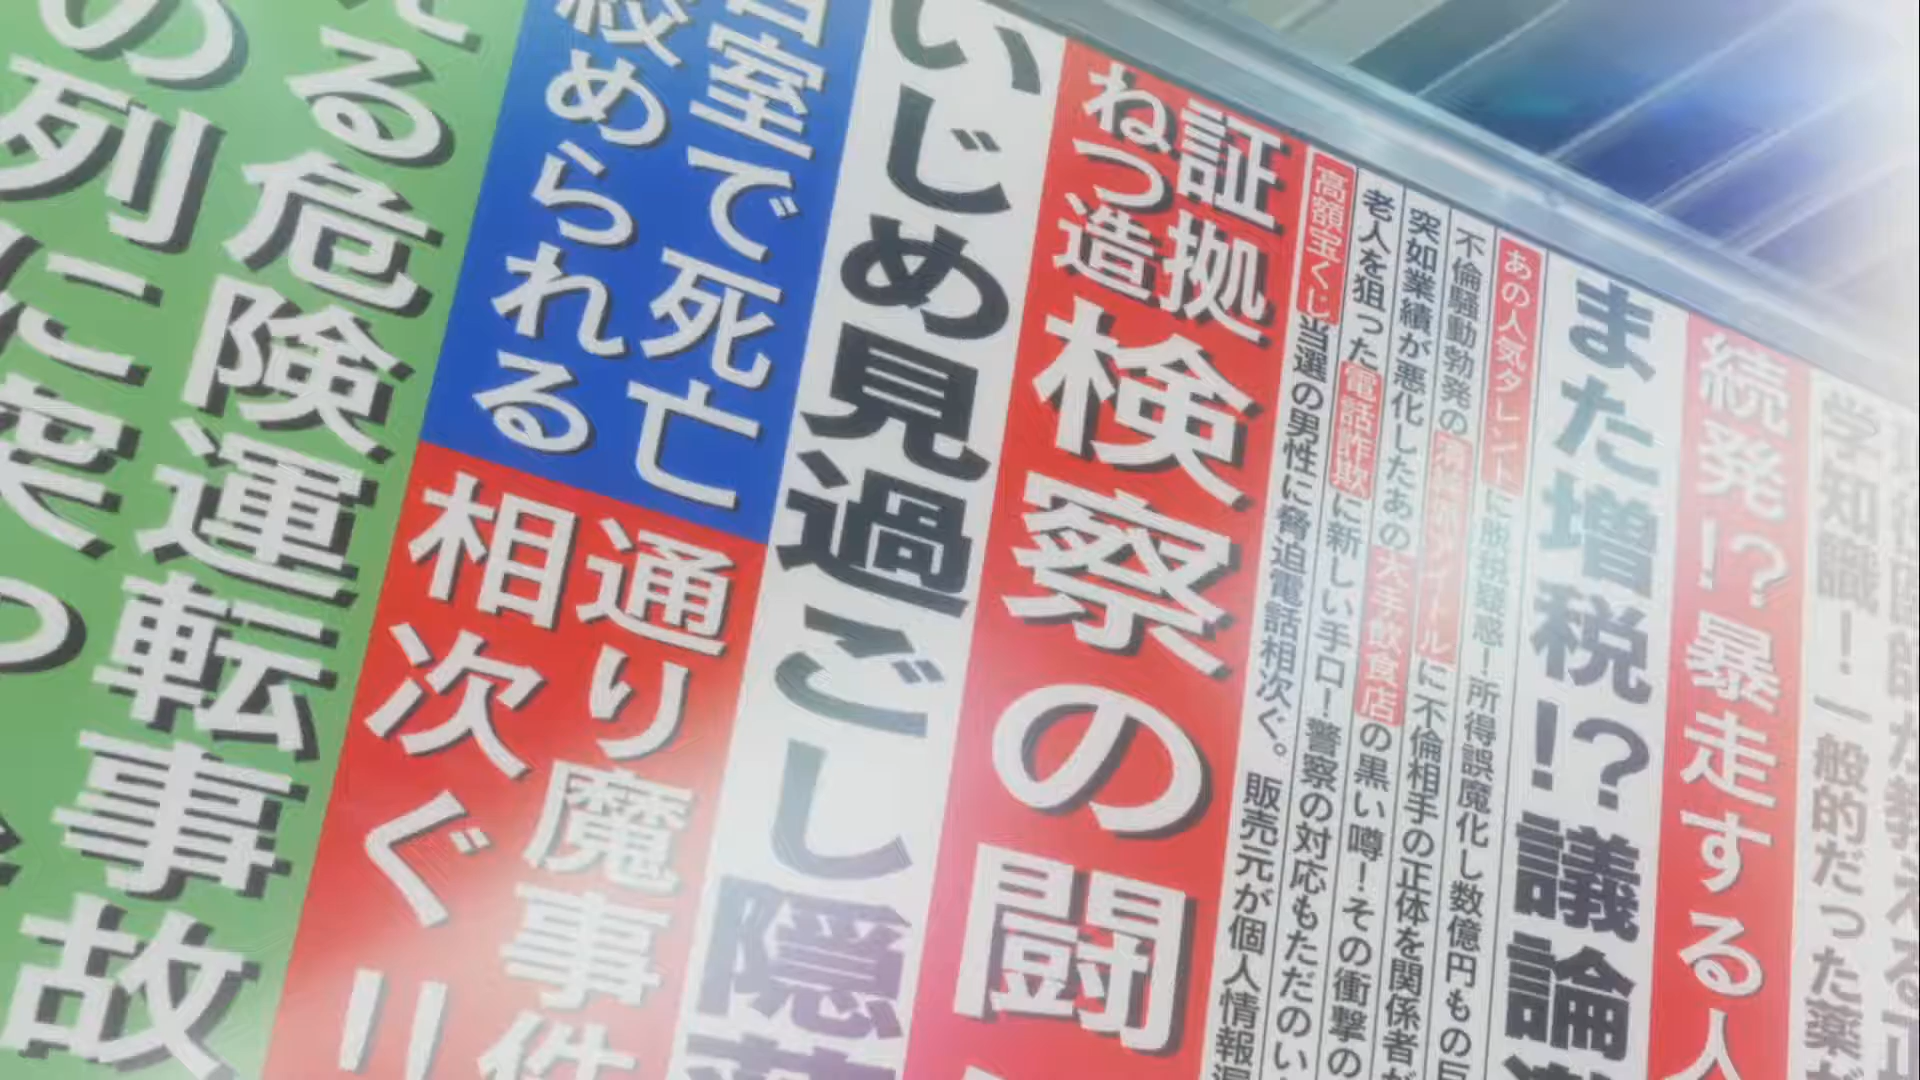 学知識！一般的だった薬
続発!?暴走する人
また増税!?議論
あの人気タレントに脱税疑惑！所得誤魔化し数億円もの
不倫騒動勃発のに不倫相手の正体を関係者が
突如業績が悪化したあの大手飲食店の黒い噂！その衝撃の
老人を狙った電話詐欺に新しい手口！警察の対応もただのい
高額宝くじ当選の男性に脅迫電話相次ぐ。販売元が個人情報漏
証拠
ねつ造
検察の闘
いじめ見過ごし隠蔽
室で死亡
絞められる
通り魔事件
相次ぐ!!
える危険運転事故
の列に突っ